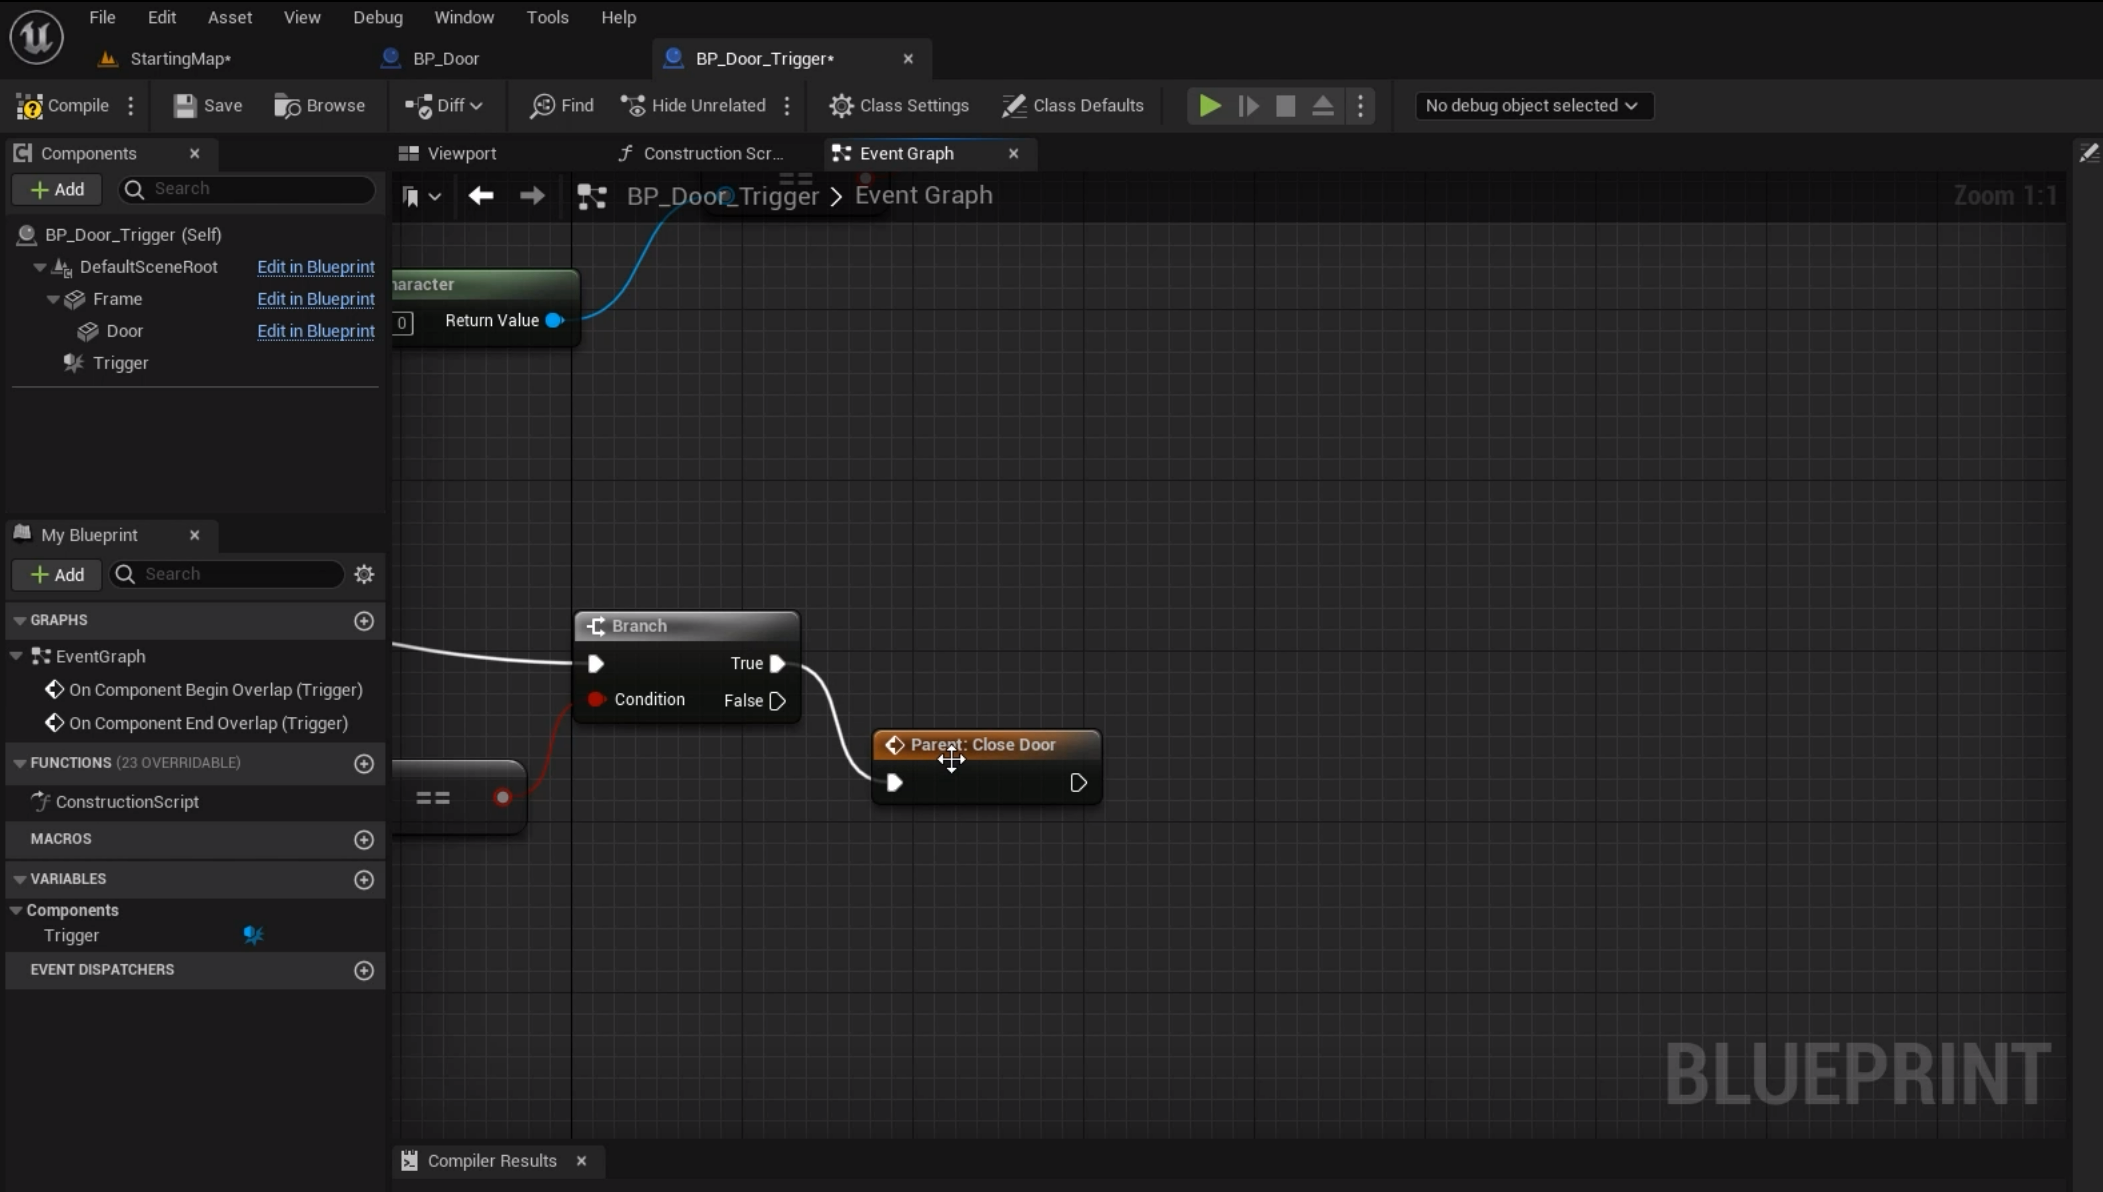 File Edit Asset View Debug Window Tools Help
StartingMap* BP_Door BP_Door_Trigger*
Compile Save Browse Diff Find Hide Unrelated Class Settings Class Defaults No debug object selected
Components Viewport Construction Scr... Event Graph
Add Search
BP_Door_Trigger > Event Graph Zoom 1:1
BP_Door_Trigger (Self)
DefaultSceneRoot Edit in Blueprint
Frame Edit in Blueprint
Door Edit in Blueprint
Trigger
==
haracter
0 Return Value
My Blueprint
Add Search
GRAPHS
EventGraph
On Component Begin Overlap (Trigger)
On Component End Overlap (Trigger)
FUNCTIONS (23 OVERRIDABLE)
ConstructionScript
MACROS
VARIABLES
Components
Trigger
EVENT DISPATCHERS
Branch
True
Condition False
Parent: Close Door
==
BLUEPRINT
Compiler Results